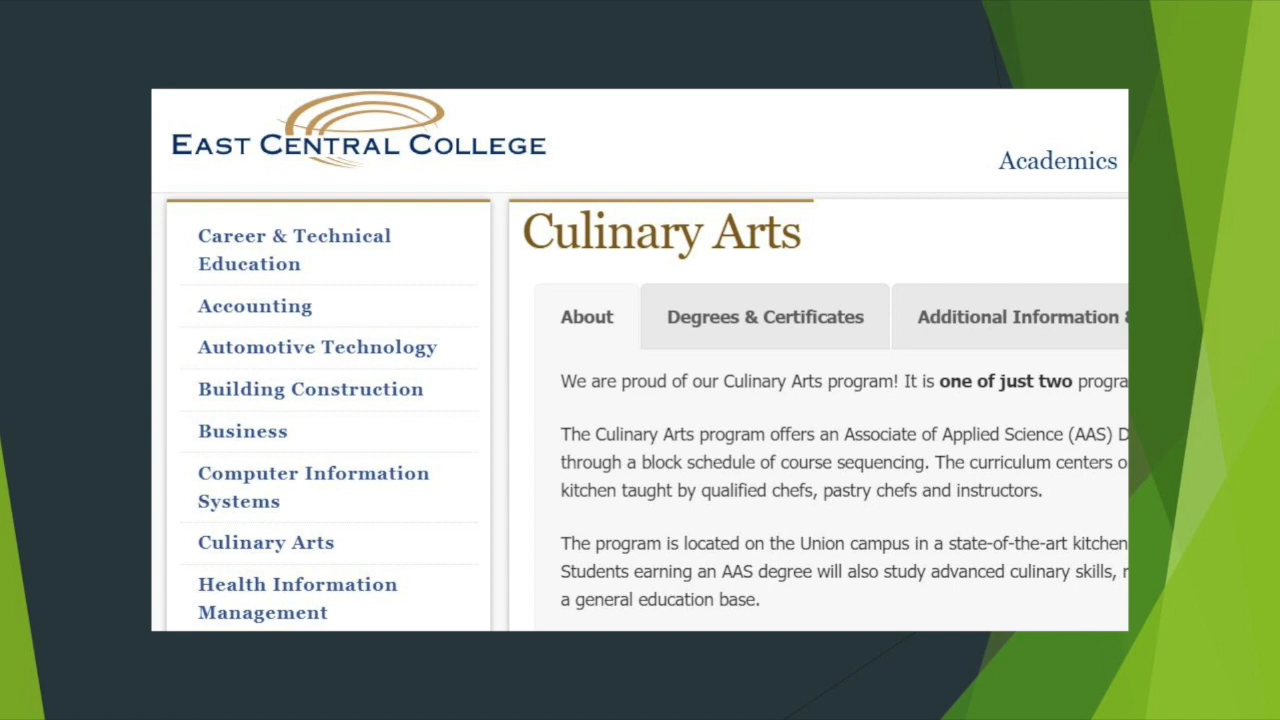 EAST CENTRAL COLLEGE
Academics
Career & Technical
Education
Accounting
Automotive Technology
Building Construction
Business
Computer Information
Systems
Culinary Arts
Health Information
Management
Culinary Arts
About
Degrees & Certificates
Additional Information
We are proud of our Culinary Arts program! It is one of just two
The Culinary Arts program offers an Associate of Applied Science (AAS)
through a block schedule of course sequencing. The curriculum centers
kitchen taught by qualified chefs, pastry chefs and instructors.
The program is located on the Union campus in a state-of-the-art kitchen
Students earning an AAS degree will also study advanced culinary skills,
a general education base.